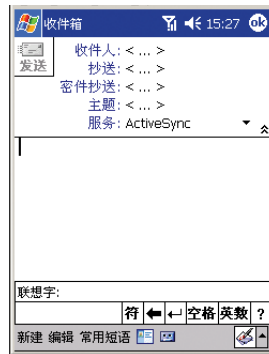 收件箱 15:27 ok
发送
收件人: < ... >
抄送: < ... >
密件抄送: < ... >
主题: < ... >
服务: ActiveSync
联想字:
符 空格 英数 ?
新建 编辑 常用短语